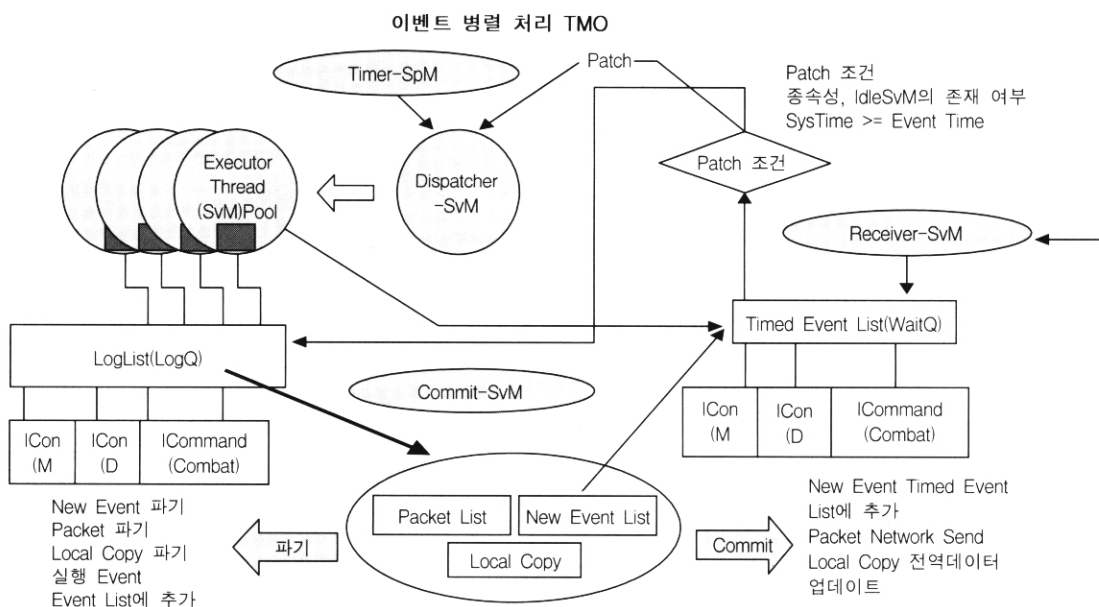 이벤트 병렬 처리 TMO
Timer-SpM
Patch
Patch 조건
종속성, IdleSvM의 존재 여부
SysTime >= Event Time
Executor
Thread
(SvM)Pool
Dispatcher
-SvM
Patch 조건
Receiver-SvM
Timed Event List(WaitQ)
LogList(LogQ)
Commit-SvM
ICon
(M
ICon
(D
ICommand
(Combat)
ICon
(M
ICon
(D
ICommand
(Combat)
New Event 파기
Packet 파기
Local Copy 파기
실행 Event
Event List에 추가
파기
Packet List
New Event List
Local Copy
Commit
New Event Timed Event
List에 추가
Packet Network Send
Local Copy 전역데이터
업데이트